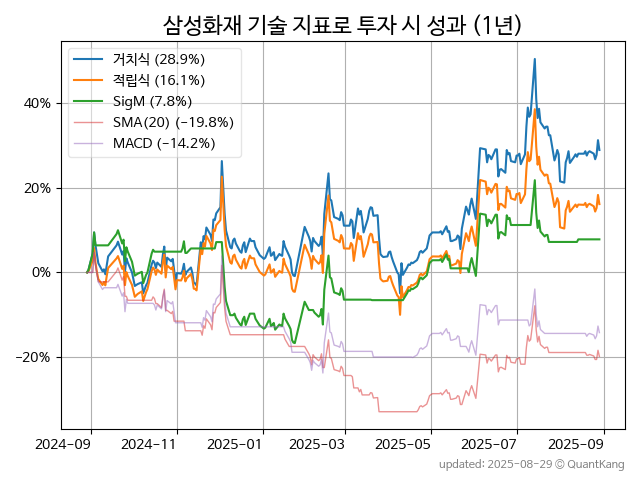 삼성화재 기술 지표로 투자 시 성과 (1년)
거치식 (28.9%)
적립식 (16.1%)
SigM (7.8%)
SMA(20) (−19.8%)
MACD (−14.2%)
40%
20%
0%
−20%
2024-09 2024-11 2025-01 2025-03 2025-05 2025-07 2025-09
updated: 2025-08-29 © QuantKang